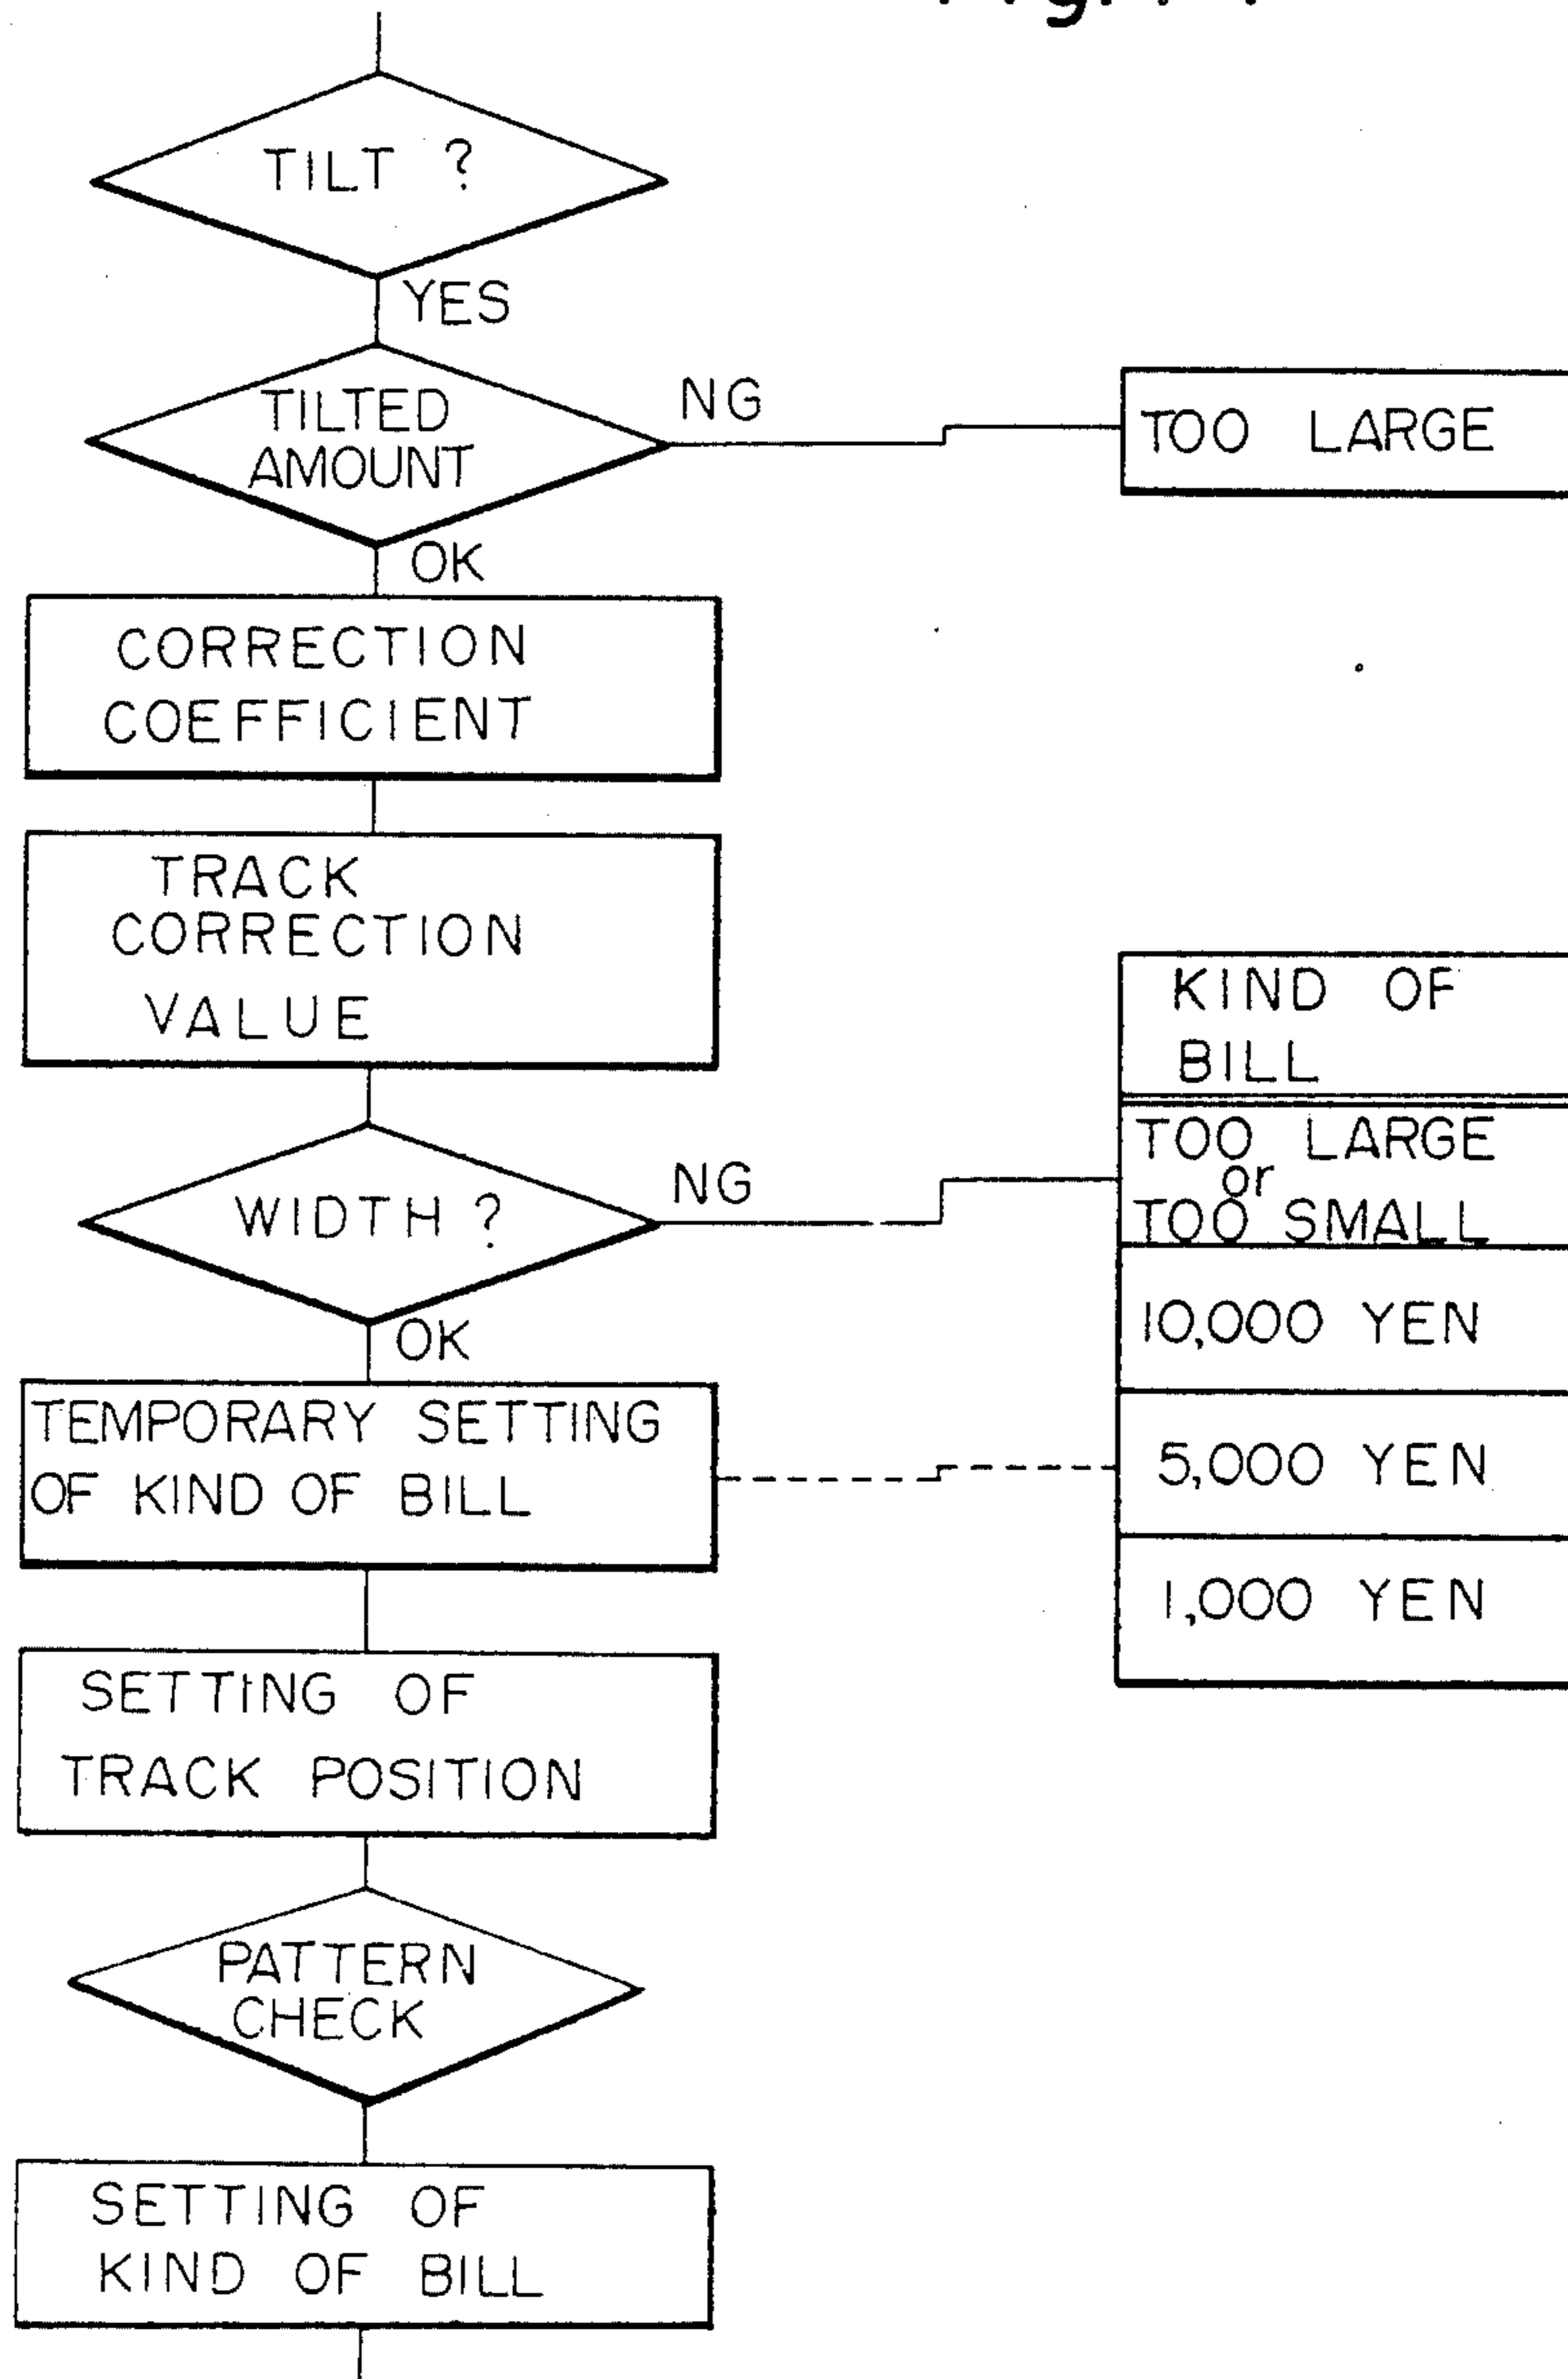 TILT ?
YES
TILTED
AMOUNT
NG
TOO LARGE
OK
CORRECTION
COEFFICIENT
TRACK
CORRECTION
VALUE
WIDTH ?
NG
OK
KIND OF
BILL
TOO LARGE
or
TOO SMALL
10,000 YEN
5,000 YEN
1,000 YEN
TEMPORARY SETTING
OF KIND OF BILL
SETTING OF
TRACK POSITION
PATTERN
CHECK
SETTING OF
KIND OF BILL